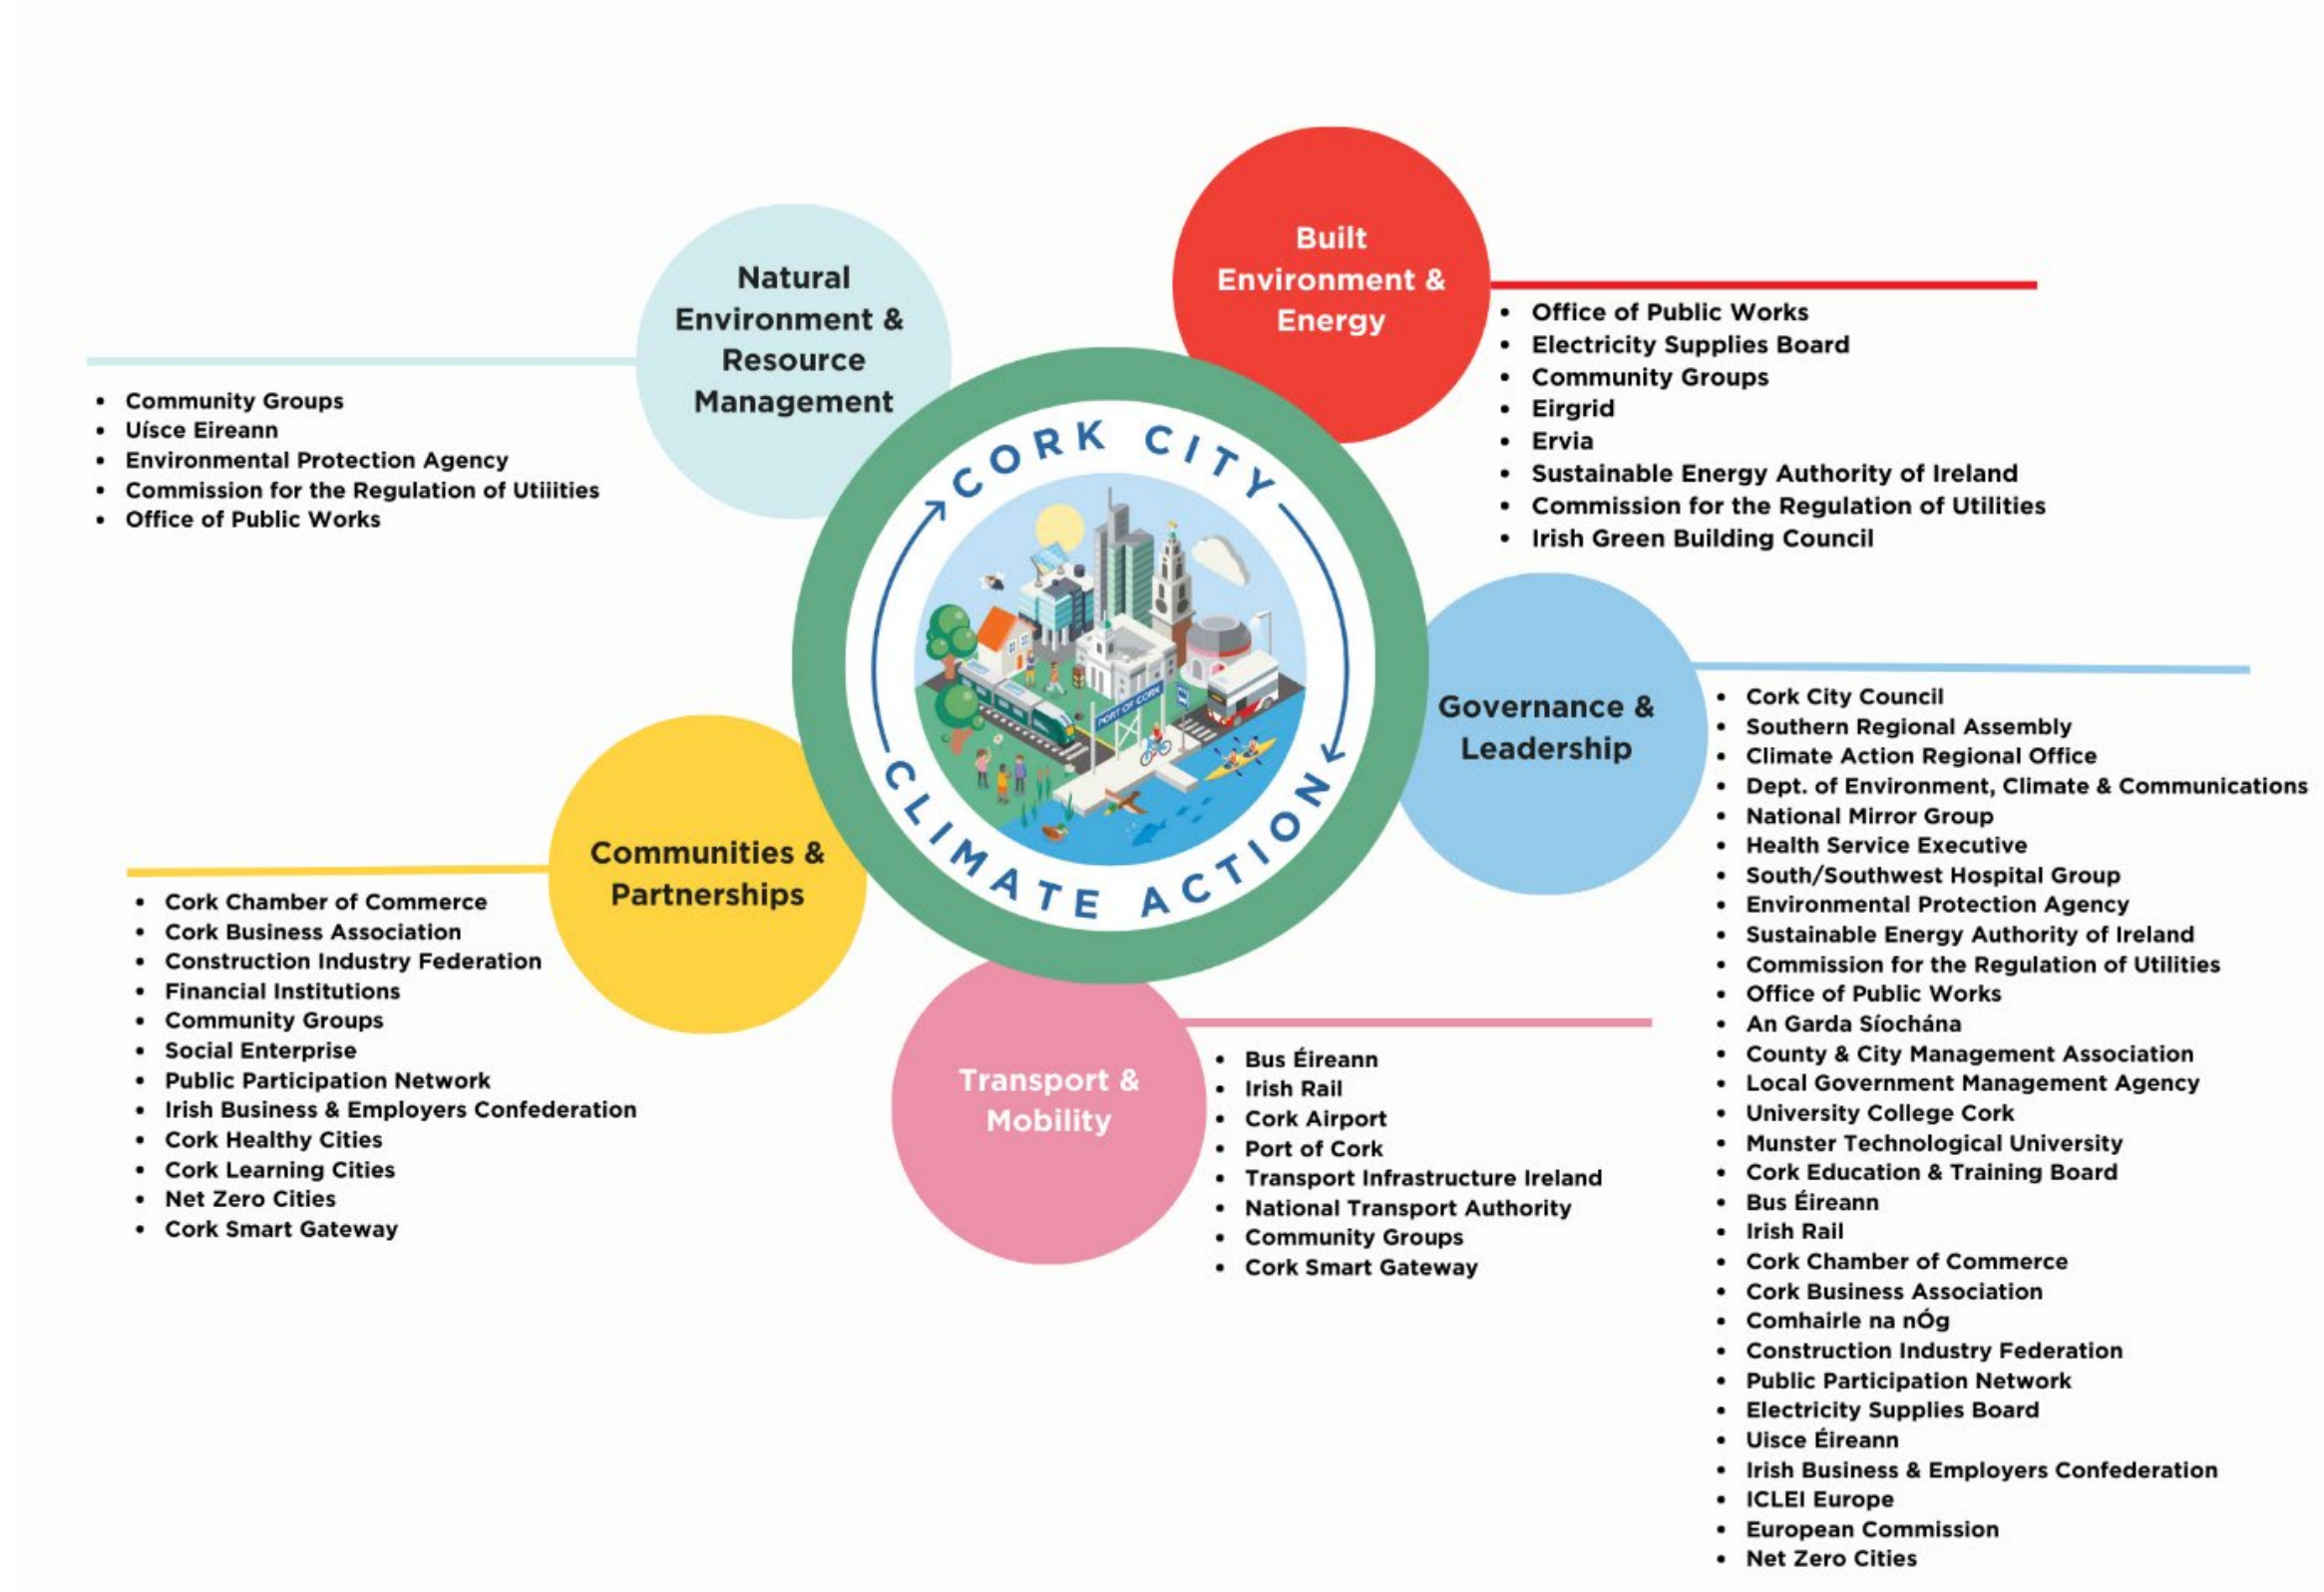 Natural
Environment &
Resource
Management
• Community Groups
• Uísce Eireann
• Environmental Protection Agency
• Commission for the Regulation of Utiiities
• Office of Public Works
Built
Environment &
Energy
• Office of Public Works
• Electricity Supplies Board
• Community Groups
• Eirgrid
• Ervia
• Sustainable Energy Authority of Ireland
• Commission for the Regulation of Utilities
• Irish Green Building Council
CORK CITY
CLIMATE ACTION
PORT OF CORK
Governance &
Leadership
• Cork City Council
• Southern Regional Assembly
• Climate Action Regional Office
• Dept. of Environment, Climate & Communications
• National Mirror Group
• Health Service Executive
• South/Southwest Hospital Group
• Environmental Protection Agency
• Sustainable Energy Authority of Ireland
• Commission for the Regulation of Utilities
• Office of Public Works
• An Garda Síochána
• County & City Management Association
• Local Government Management Agency
• University College Cork
• Munster Technological University
• Cork Education & Training Board
• Bus Éireann
• Irish Rail
• Cork Chamber of Commerce
• Cork Business Association
• Comhairle na nÓg
• Construction Industry Federation
• Public Participation Network
• Electricity Supplies Board
• Uisce Éireann
• Irish Business & Employers Confederation
• ICLEI Europe
• European Commission
• Net Zero Cities
Communities &
Partnerships
• Cork Chamber of Commerce
• Cork Business Association
• Construction Industry Federation
• Financial Institutions
• Community Groups
• Social Enterprise
• Public Participation Network
• Irish Business & Employers Confederation
• Cork Healthy Cities
• Cork Learning Cities
• Net Zero Cities
• Cork Smart Gateway
Transport &
Mobility
• Bus Éireann
• Irish Rail
• Cork Airport
• Port of Cork
• Transport Infrastructure Ireland
• National Transport Authority
• Community Groups
• Cork Smart Gateway